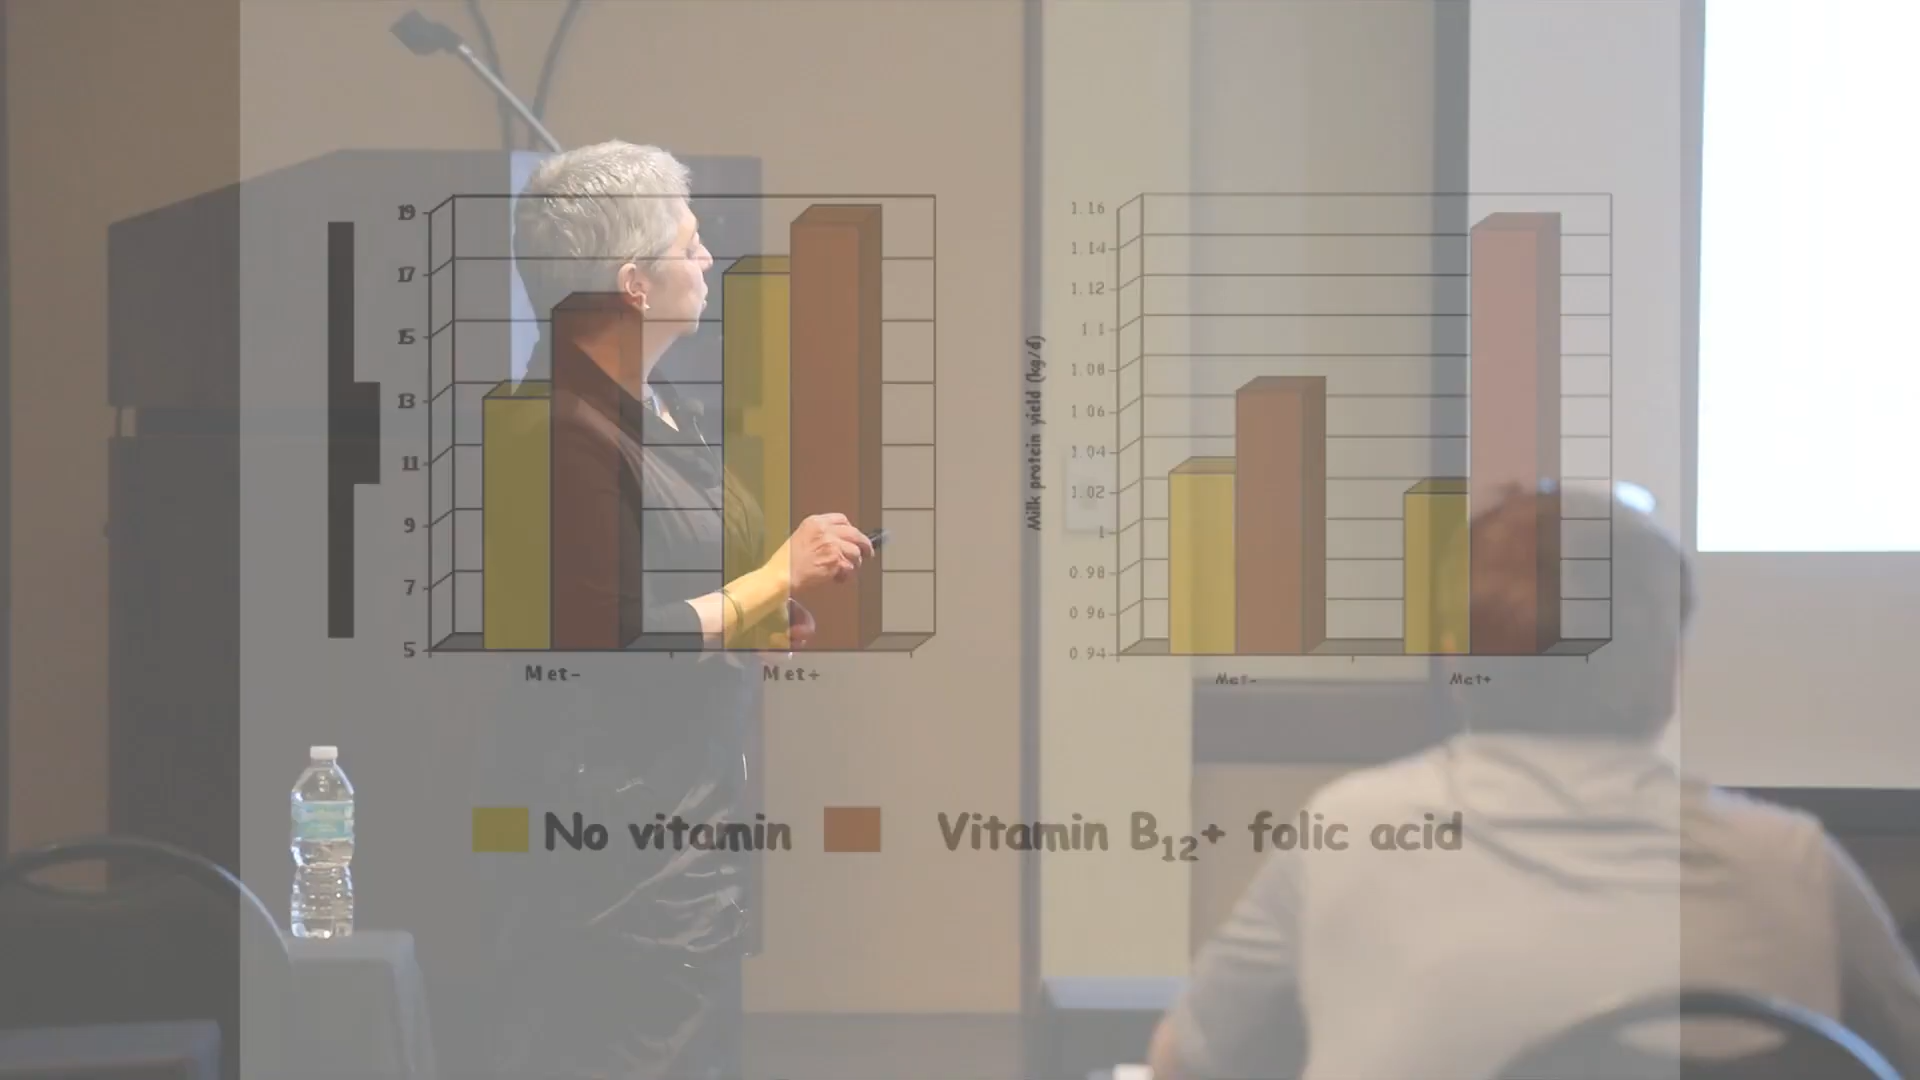 19
17
15
13
11
9
7
5
Met-
Met+
Milk protein yield (kg/d)
1.16
1.14
1.12
1.1
1.08
1.06
1.04
1.02
1
0.98
0.96
0.94
Met-
Met+
No vitamin
Vitamin B12+ folic acid